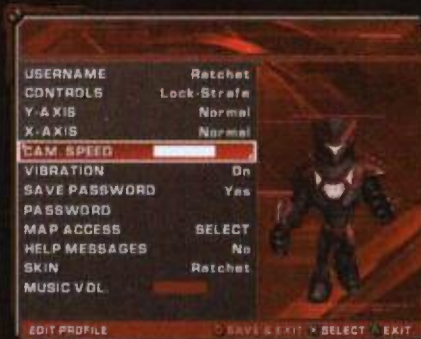 USERNAME Ratchet
CONTROLS Lock-Strafe
Y-AXIS Normal
X-AXIS Normal
CAM. SPEED
VIBRATION On
SAVE PASSWORD Yes
PASSWORD
MAP ACCESS SELECT
HELP MESSAGES No
SKIN Ratchet
MUSIC VOL.
EDIT PROFILE SAVE & EXIT SELECT EXIT